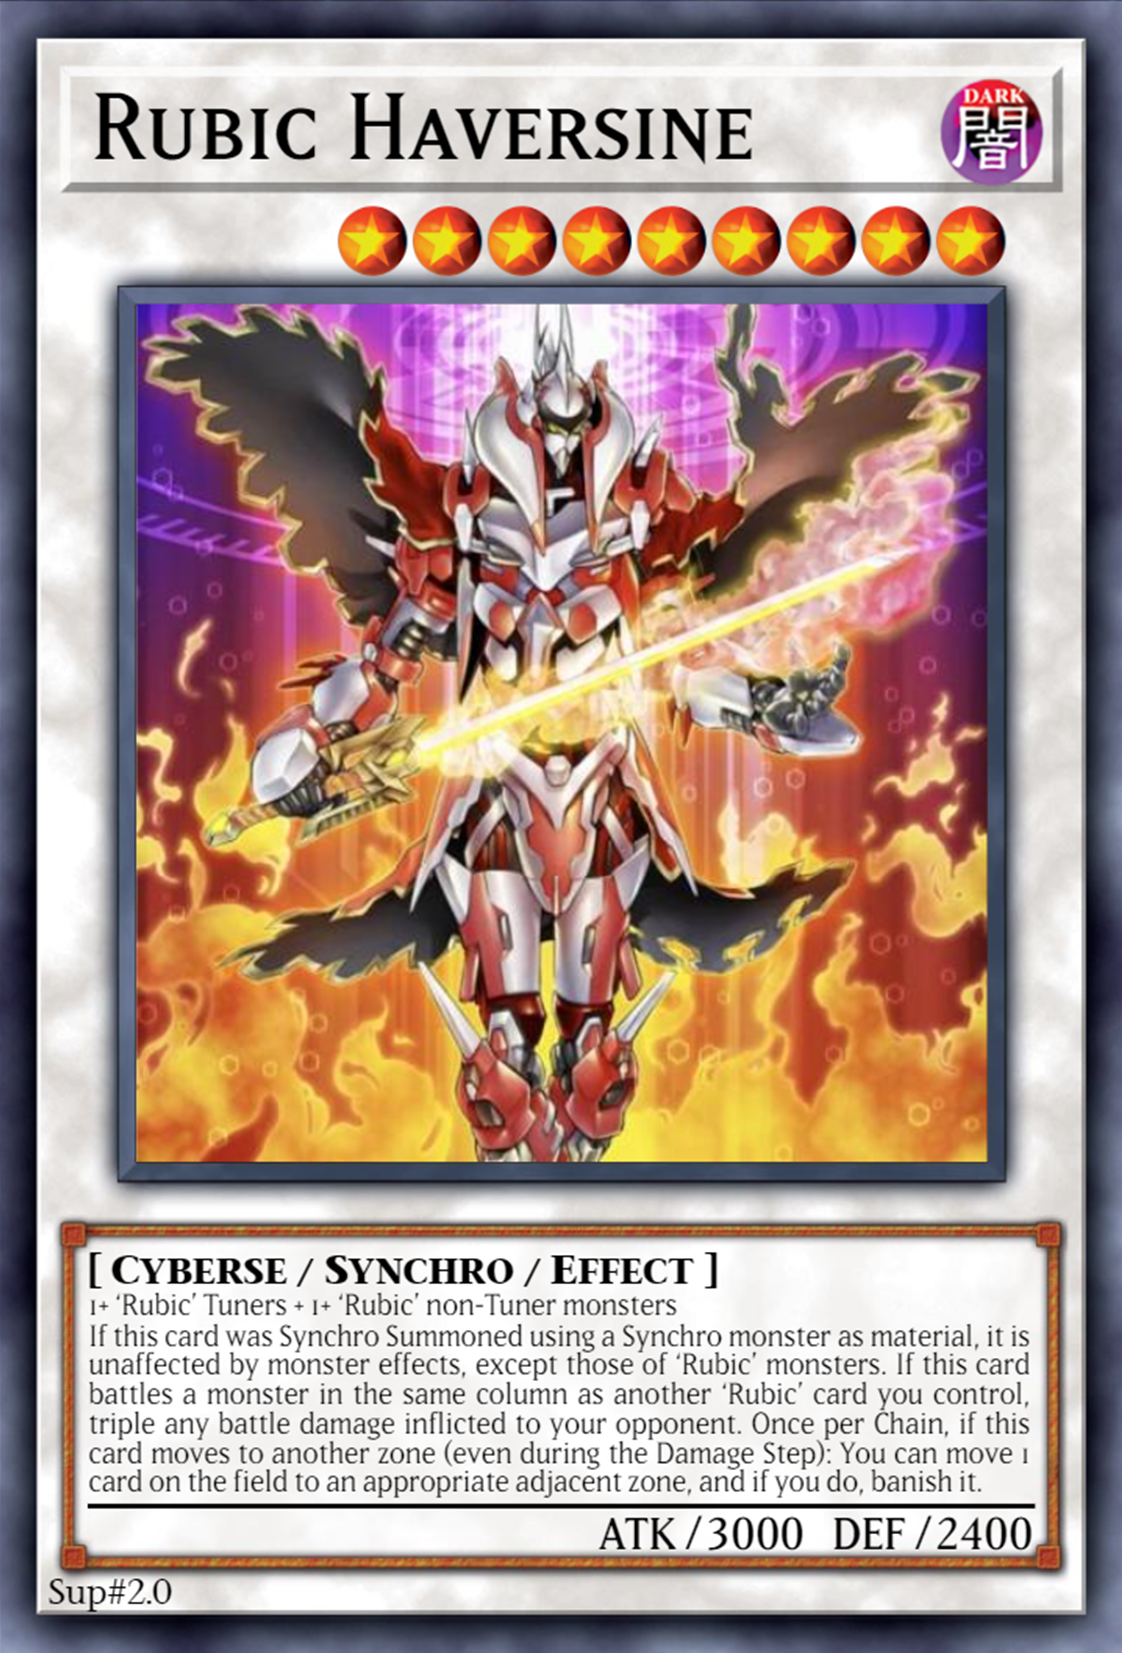 Rubic Haversine
DARK
闇
[ Cyberse / Synchro / Effect ]
1+ ‘Rubic’ Tuners + 1+ ‘Rubic’ non-Tuner monsters
If this card was Synchro Summoned using a Synchro monster as material, it is
unaffected by monster effects, except those of ‘Rubic’ monsters. If this card
battles a monster in the same column as another ‘Rubic’ card you control,
triple any battle damage inflicted to your opponent. Once per Chain, if this
card moves to another zone (even during the Damage Step): You can move 1
card on the field to an appropriate adjacent zone, and if you do, banish it.
ATK/3000 DEF/2400
Sup#2.0